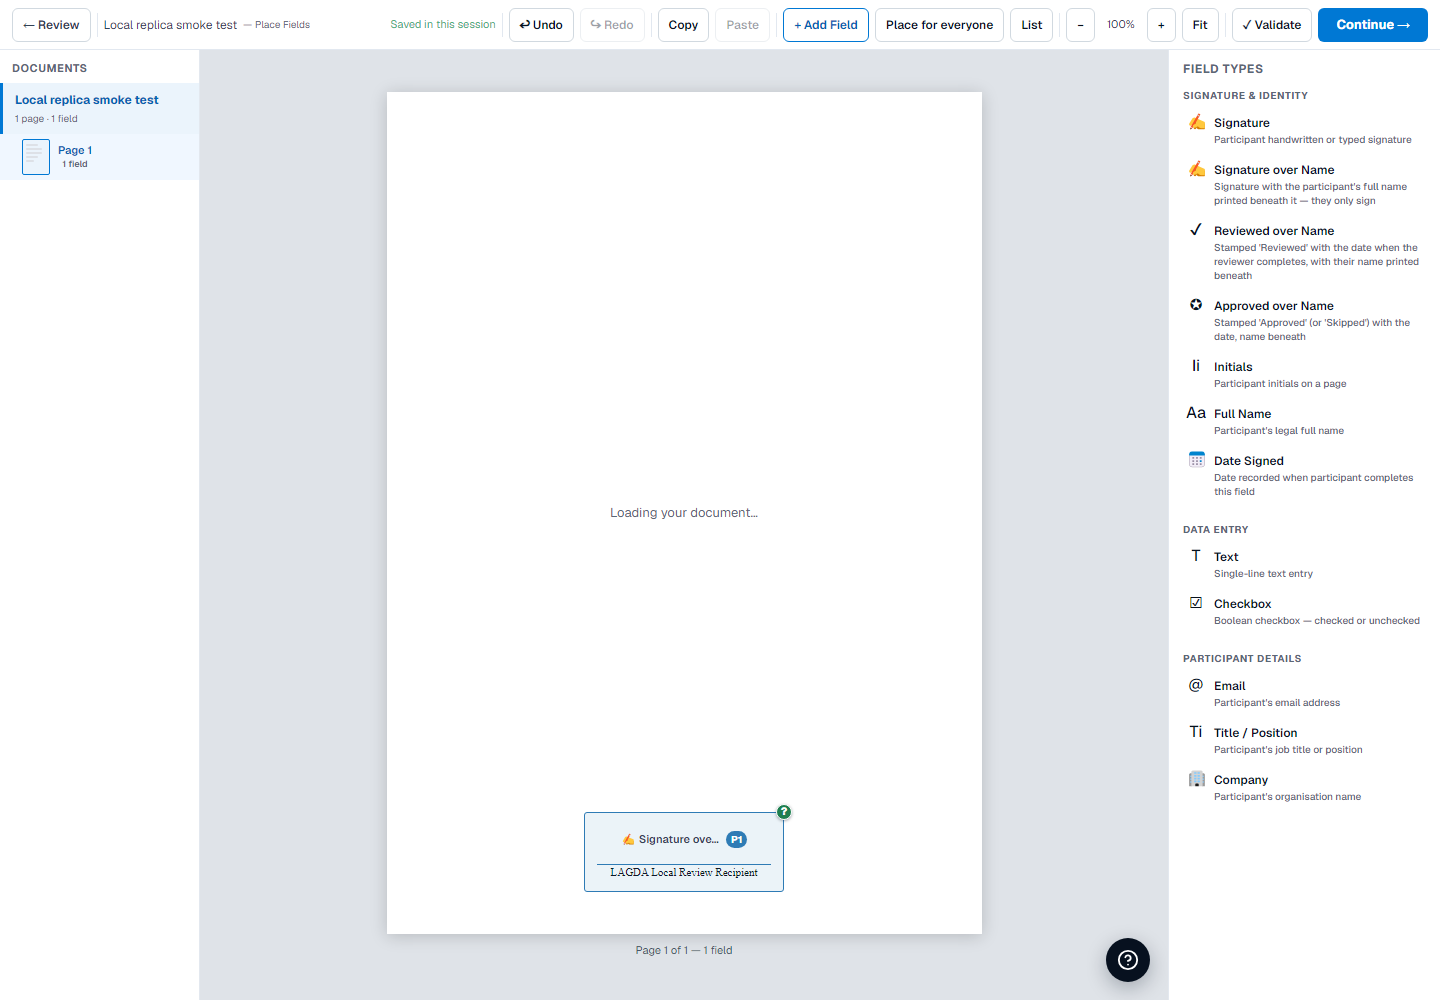 ← Review
Local replica smoke test — Place Fields
Saved in this session
↩ Undo
↪ Redo
Copy
Paste
+ Add Field
Place for everyone
List
−
100%
+
Fit
✓ Validate
Continue →
DOCUMENTS
Local replica smoke test
1 page · 1 field
Page 1
1 field
Loading your document...
✍ Signature ove... P1
?
LAGDA Local Review Recipient
Page 1 of 1 — 1 field
FIELD TYPES
SIGNATURE & IDENTITY
Signature
Participant handwritten or typed signature
Signature over Name
Signature with the participant's full name
printed beneath it — they only sign
✓ Reviewed over Name
Stamped 'Reviewed' with the date when the
reviewer completes, with their name printed
beneath
✪ Approved over Name
Stamped 'Approved' (or 'Skipped') with the
date, name beneath
Ii Initials
Participant initials on a page
Aa Full Name
Participant's legal full name
Date Signed
Date recorded when participant completes
this field
DATA ENTRY
T Text
Single-line text entry
☑ Checkbox
Boolean checkbox — checked or unchecked
PARTICIPANT DETAILS
@ Email
Participant's email address
Ti Title / Position
Participant's job title or position
Company
Participant's organisation name
?